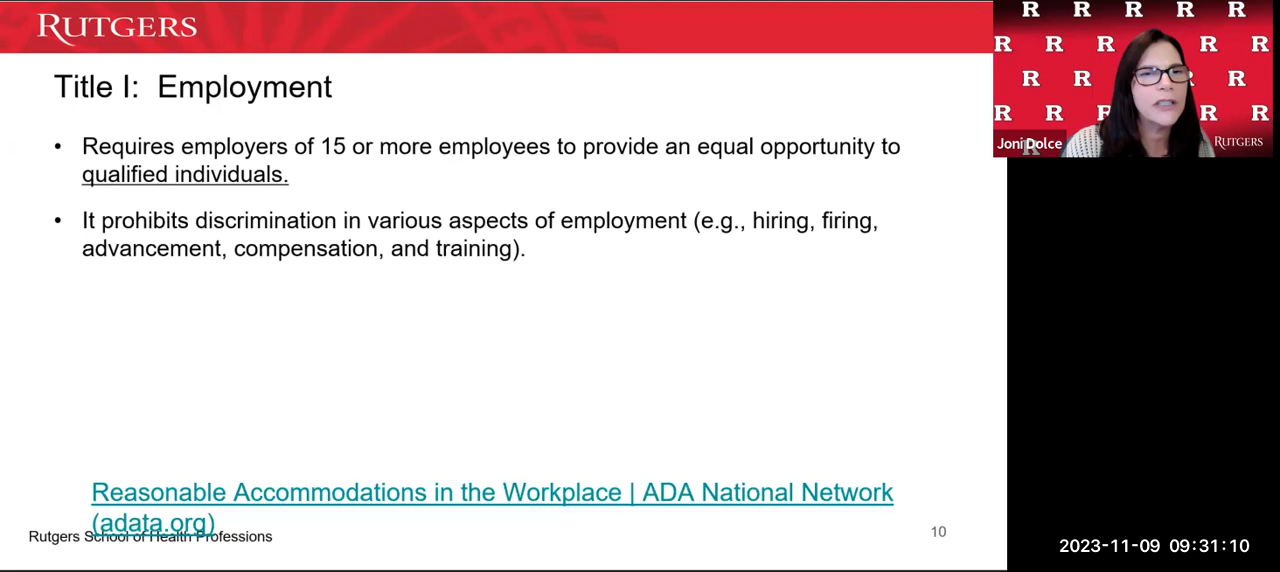 RUTGERS
Title I: Employment
• Requires employers of 15 or more employees to provide an equal opportunity to
qualified individuals.
• It prohibits discrimination in various aspects of employment (e.g., hiring, firing,
advancement, compensation, and training).
Reasonable Accommodations in the Workplace | ADA National Network
(adata.org)
Rutgers School of Health Professions
10
R R R R R
R R R R R
R R R
R R R R R
R
Joni Dolce
RUTGERS
2023-11-09 09:31:10